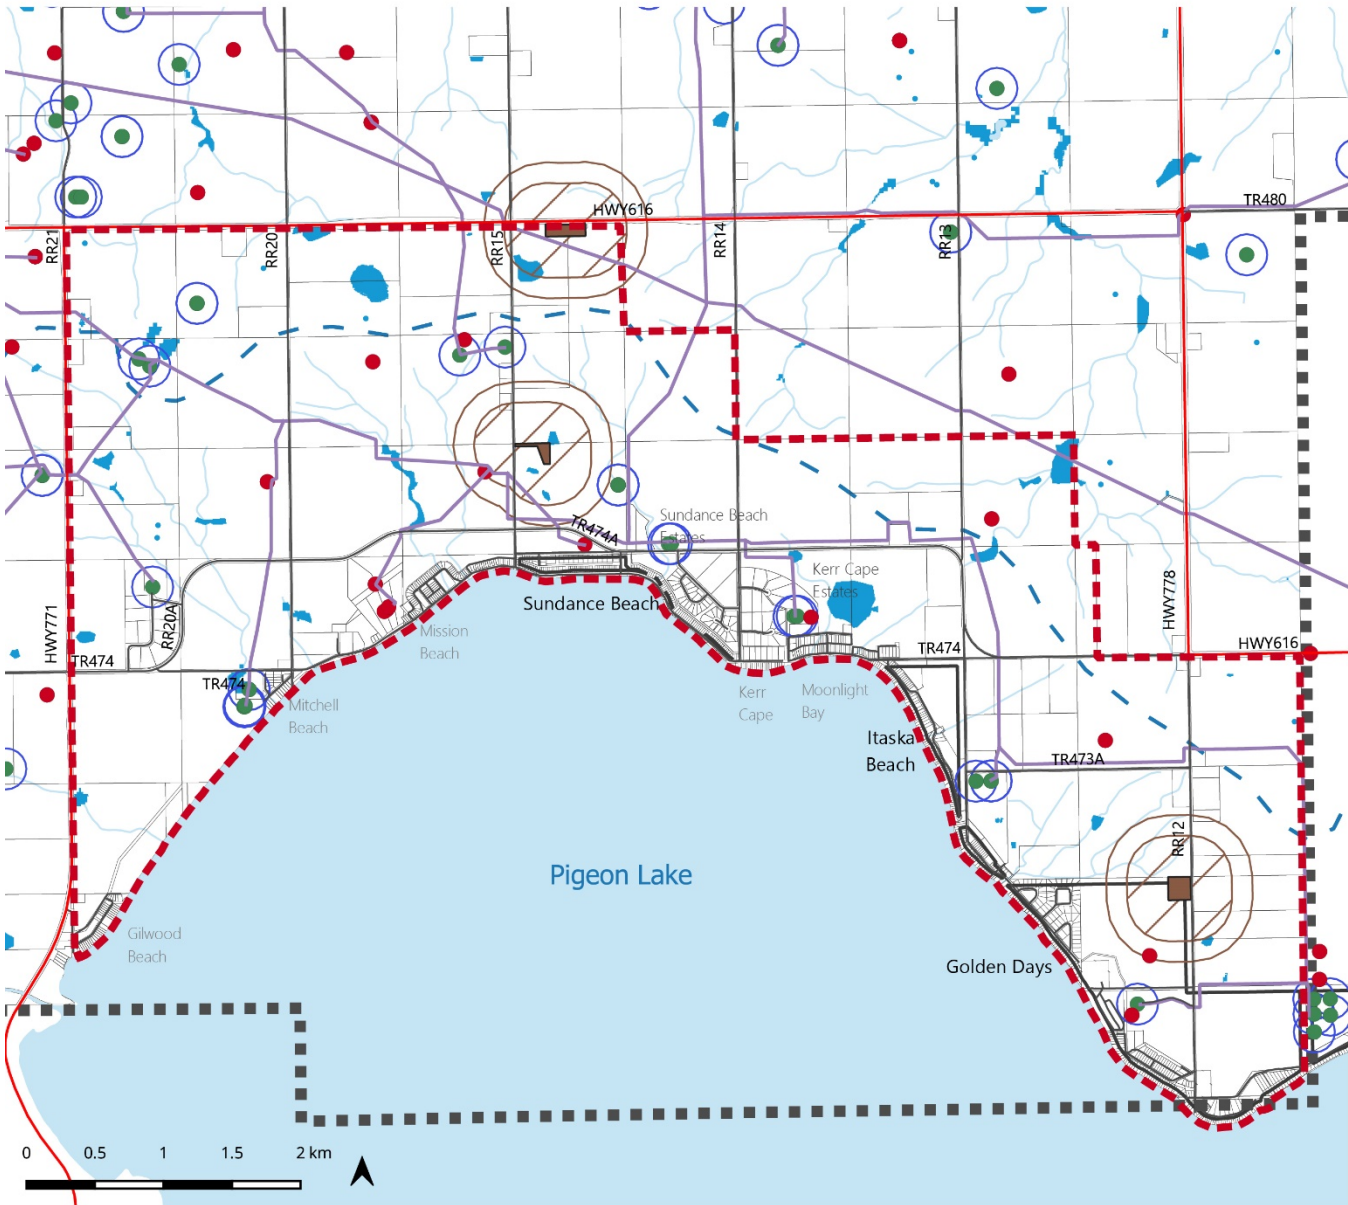 HWY616
TR480
RR21
RR20
RR15
RR14
RR13
Sundance Beach
Estates
TR474A
Kerr Cape
Estates
HWY771
RR20A
HWY778
Sundance Beach
Mission
Beach
TR474
TR474
HWY616
TR474
Mitchell
Beach
Kerr
Cape
Moonlight
Bay
Itaska
Beach
TR473A
RR12
Pigeon Lake
Gilwood
Beach
Golden Days
0 0.5 1 1.5 2 km